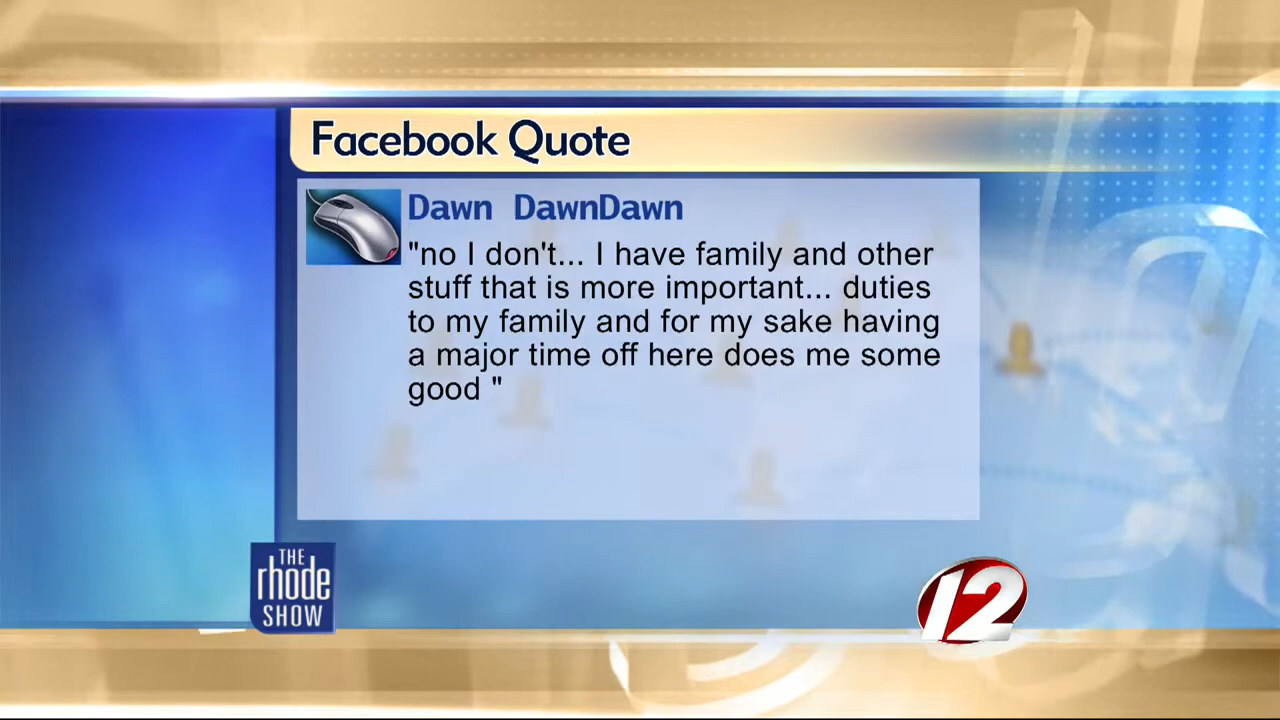 Facebook Quote
Dawn DawnDawn
"no I don't... I have family and other
stuff that is more important... duties
to my family and for my sake having
a major time off here does me some
good "
THE
rhode
SHOW
12